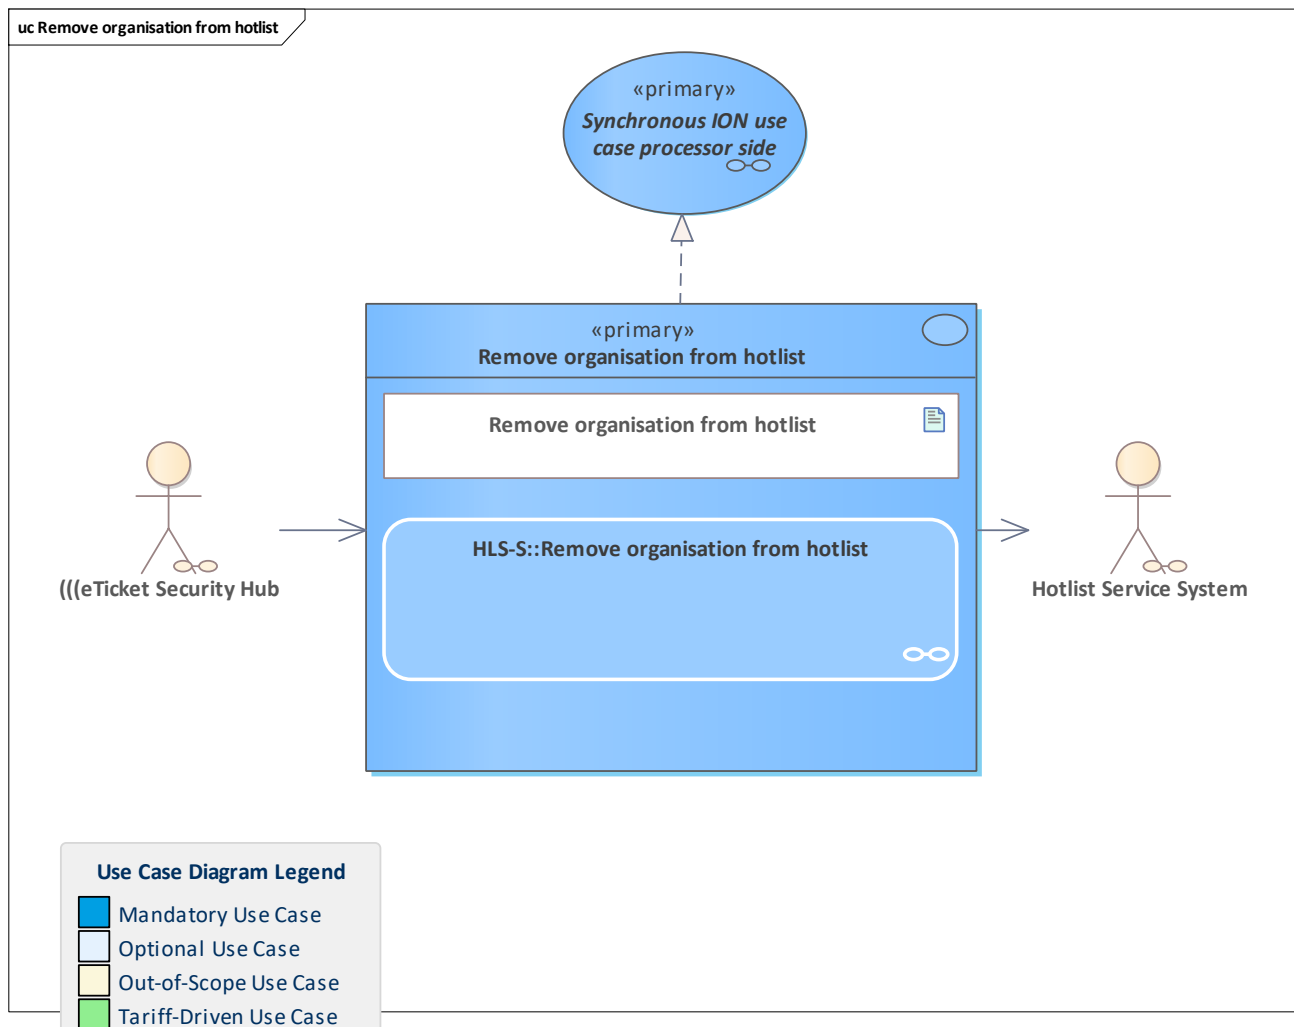 uc Remove organisation from hotlist
«primary»
Synchronous ION use
case processor side
«primary»
Remove organisation from hotlist
Remove organisation from hotlist
HLS-S::Remove organisation from hotlist
(((eTicket Security Hub
Hotlist Service System
Use Case Diagram Legend
Mandatory Use Case
Optional Use Case
Out-of-Scope Use Case
Tariff-Driven Use Case